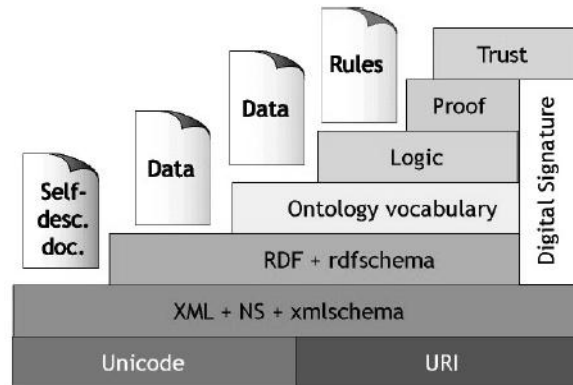 Trust
Rules
Proof
Data
Logic
Data
Ontology vocabulary
Digital Signature
Self-
desc.
doc.
RDF + rdfschema
XML + NS + xmlschema
Unicode
URI